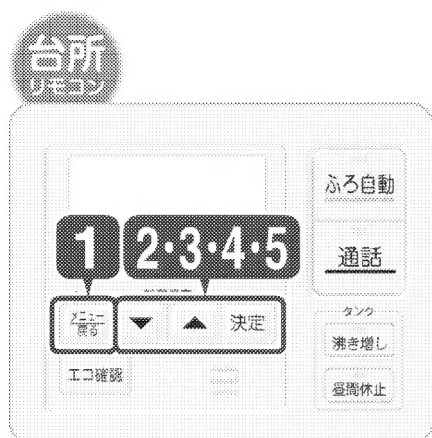 台所
リモコン
ふろ自動
1
2・3・4・5
通話
メニュー
戻る
決定
タンク
沸き増し
エコ確認
昼間休止